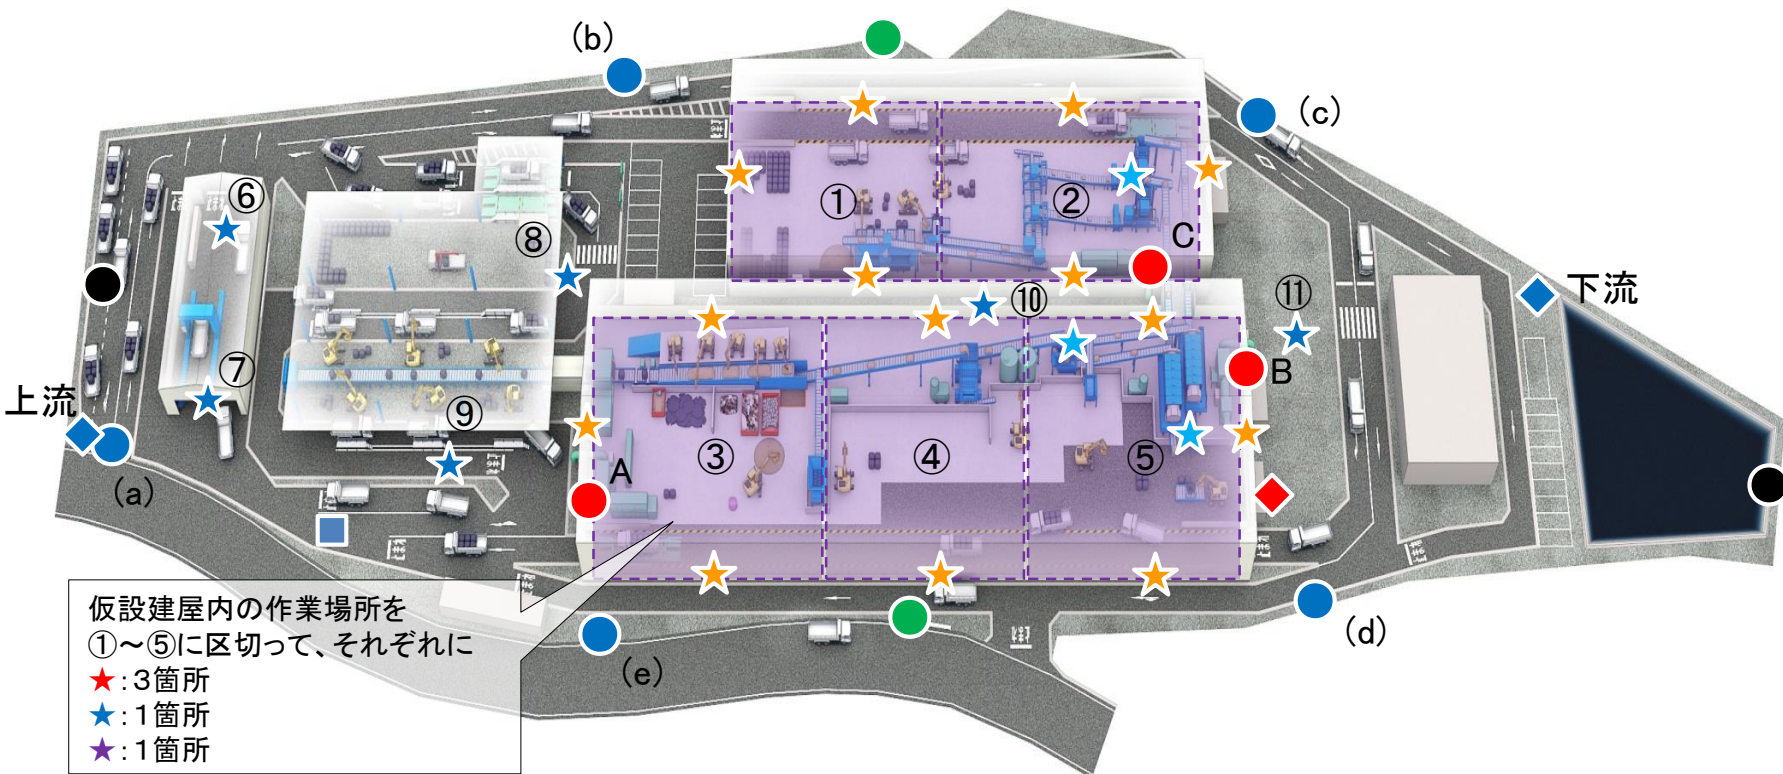 (b)
(c)
⑥
①
②
⑧
C
⑩
⑪
下流
⑦
B
上流
⑨
③
④
⑤
A
(a)
仮設建屋内の作業場所を
①～⑤に区切って、それぞれに
★：3箇所
★：1箇所
★：1箇所
(e)
(d)